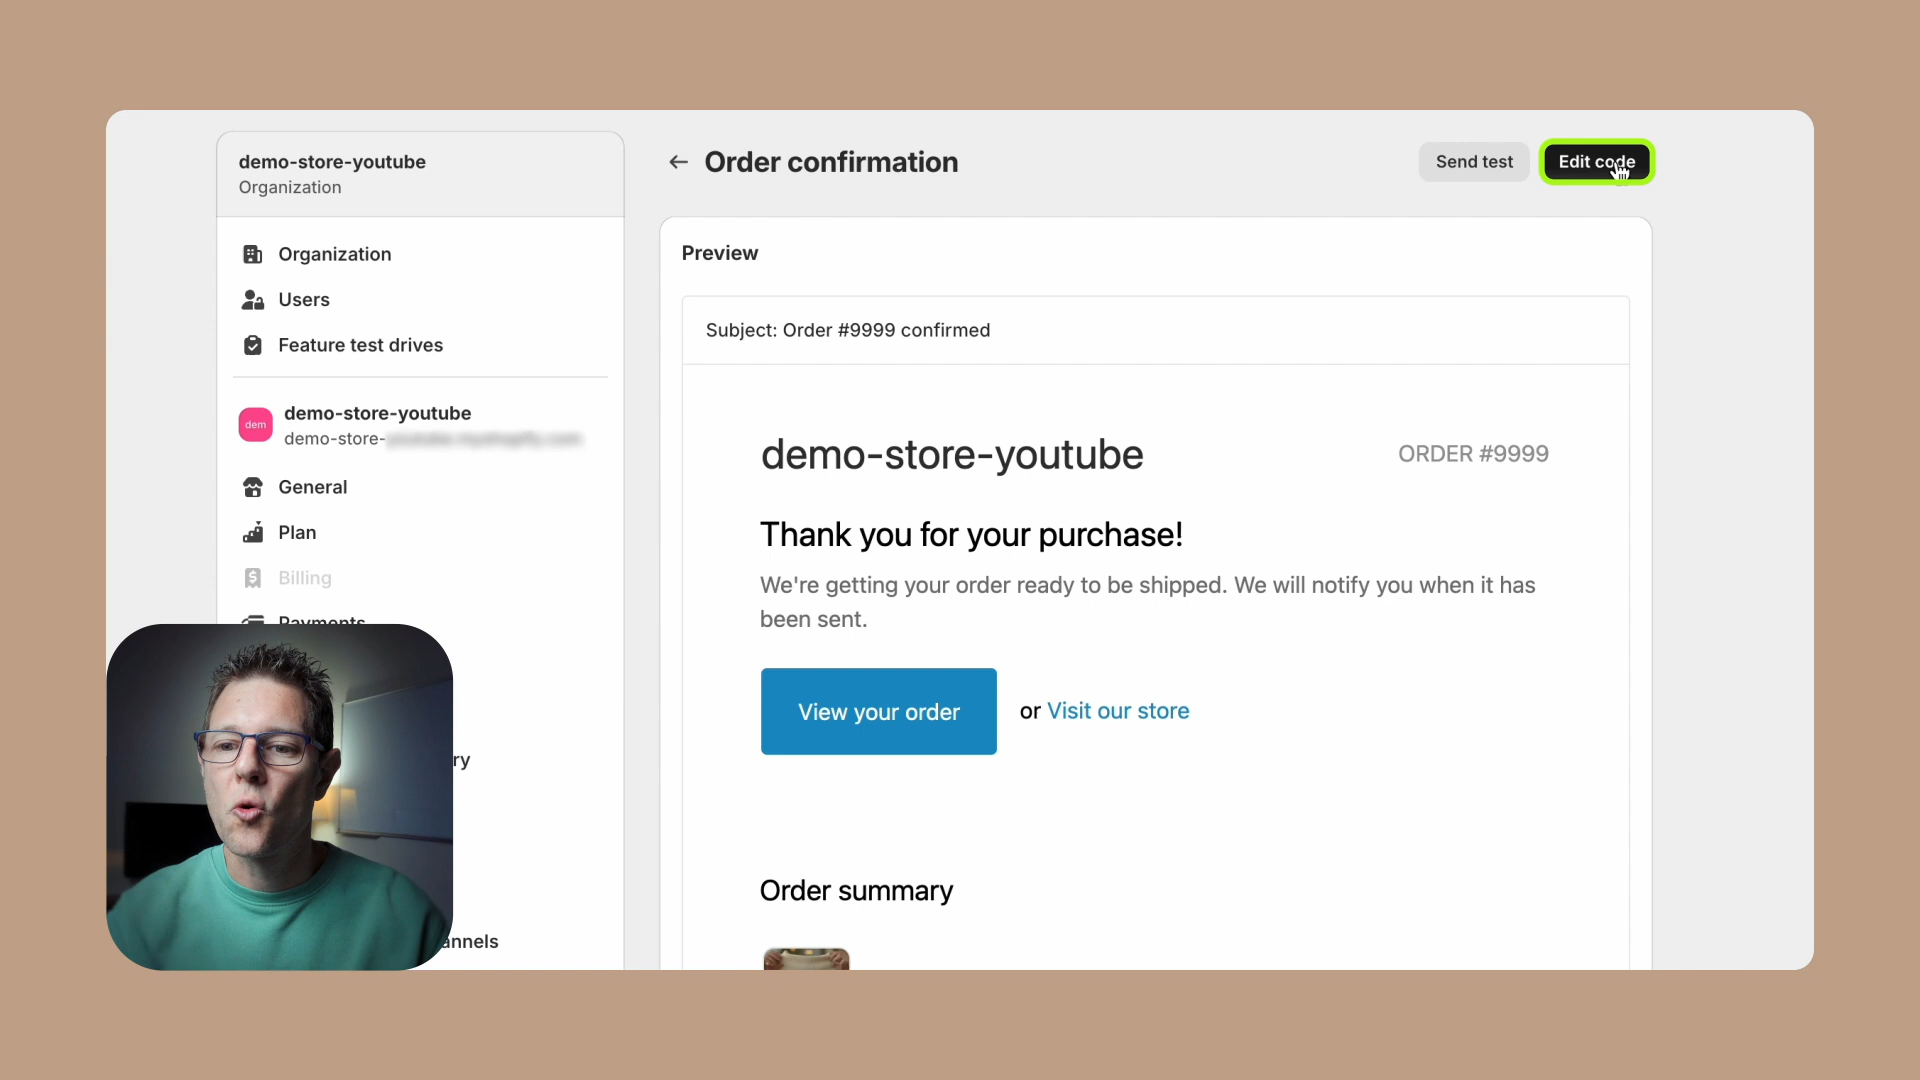 demo-store-youtube
Organization
Organization
Users
Feature test drives
dem
demo-store-youtube
demo-store-
General
Plan
Billing
Payments
ry
annels
Order confirmation
Send test
Edit code
Preview
Subject: Order #9999 confirmed
demo-store-youtube
ORDER #9999
Thank you for your purchase!
We're getting your order ready to be shipped. We will notify you when it has
been sent.
View your order
or Visit our store
Order summary